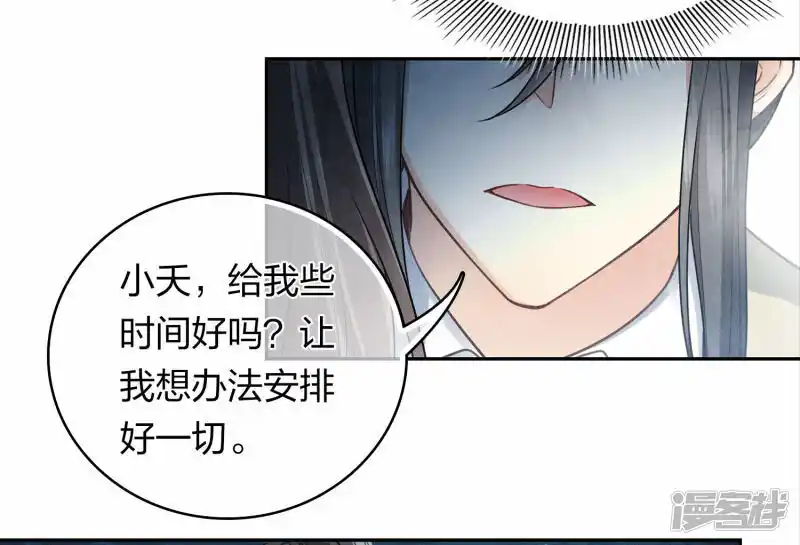 小夭，给我些
时间好吗？让
我想办法安排
好一切。
漫客栈